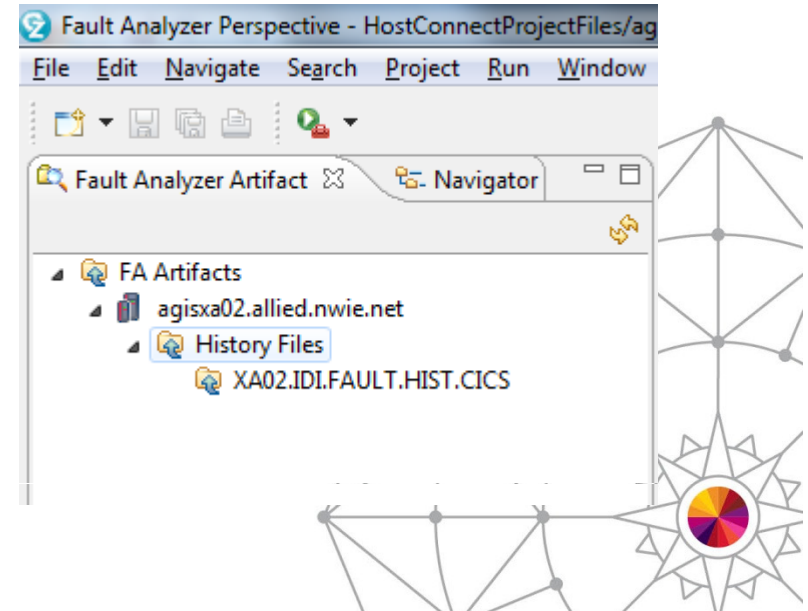 Fault Analyzer Perspective - HostConnectProjectFiles/ag
File Edit Navigate Search Project Run Window
Fault Analyzer Artifact Navigator
FA Artifacts
agisxa02.allied.nwie.net
History Files
XA02.IDI.FAULT.HIST.CICS